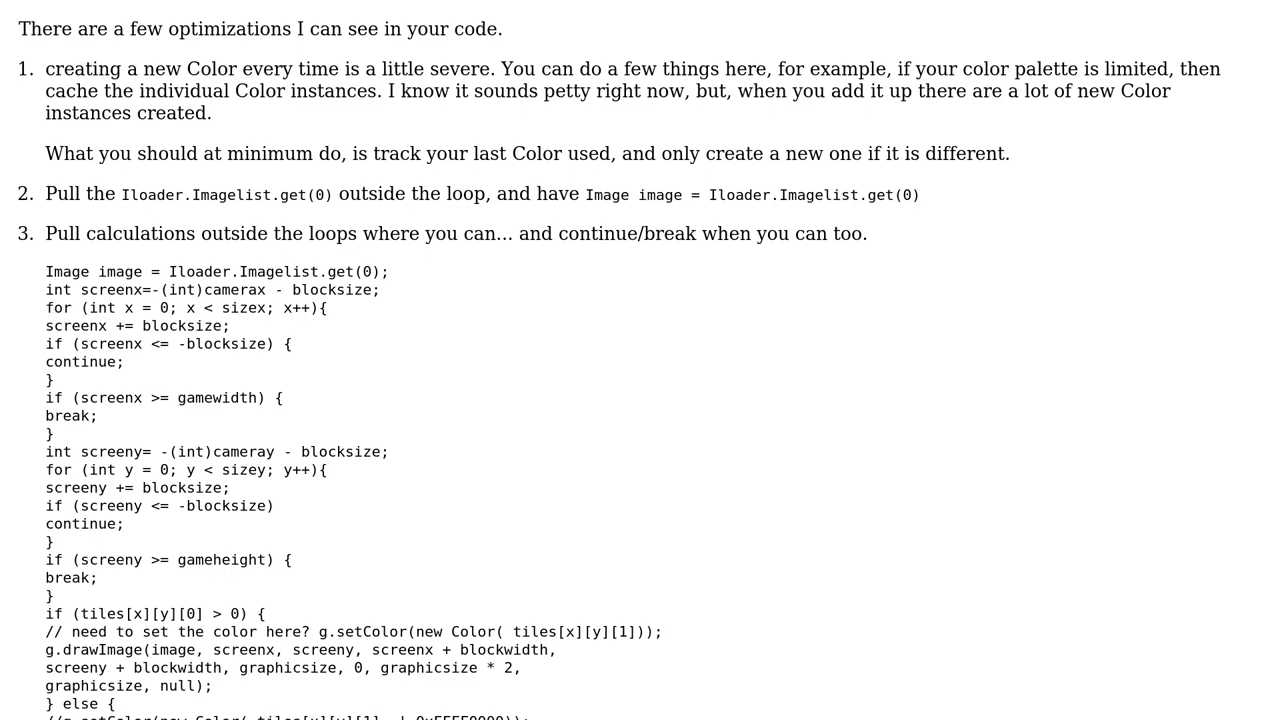 There are a few optimizations I can see in your code.
1. creating a new Color every time is a little severe. You can do a few things here, for example, if your color palette is limited, then
cache the individual Color instances. I know it sounds petty right now, but, when you add it up there are a lot of new Color
instances created.
What you should at minimum do, is track your last Color used, and only create a new one if it is different.
2. Pull the Iloader.Imagelist.get(0) outside the loop, and have Image image = Iloader.Imagelist.get(0)
3. Pull calculations outside the loops where you can... and continue/break when you can too.
Image image = Iloader.Imagelist.get(0);
int screenx=-(int)camerax - blocksize;
for (int x = 0; x < sizex; x++){
screenx += blocksize;
if (screenx <= -blocksize) {
continue;
}
if (screenx >= gamewidth) {
break;
}
int screeny= -(int)cameray - blocksize;
for (int y = 0; y < sizey; y++){
screeny += blocksize;
if (screeny <= -blocksize)
continue;
}
if (screeny >= gameheight) {
break;
}
if (tiles[x][y][0] > 0) {
// need to set the color here? g.setColor(new Color( tiles[x][y][1]));
g.drawImage(image, screenx, screeny, screenx + blockwidth,
screeny + blockwidth, graphicsize, 0, graphicsize * 2,
graphicsize, null);
} else {
//g.setColor(new Color( tiles[x][y][1] | 0xFFFF0000));